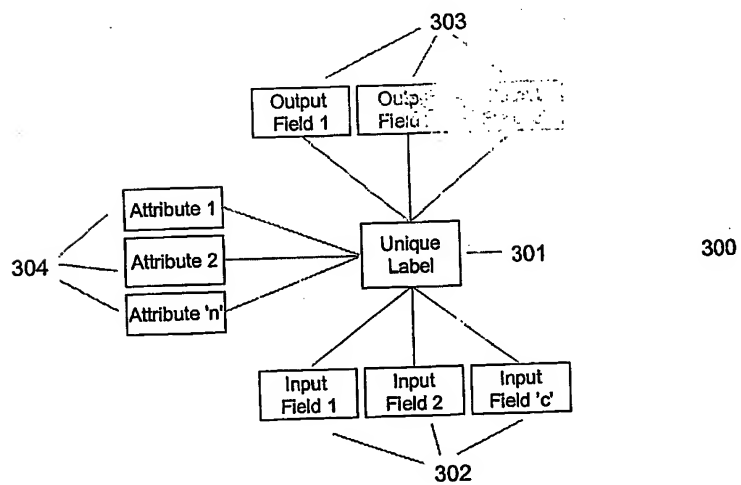 303
Output
Field 1
Field
Attribute 1
Attribute 2
Attribute 'n'
304
Unique
Label
301
300
Input
Field 1
Input
Field 2
Input
Field 'c'
302